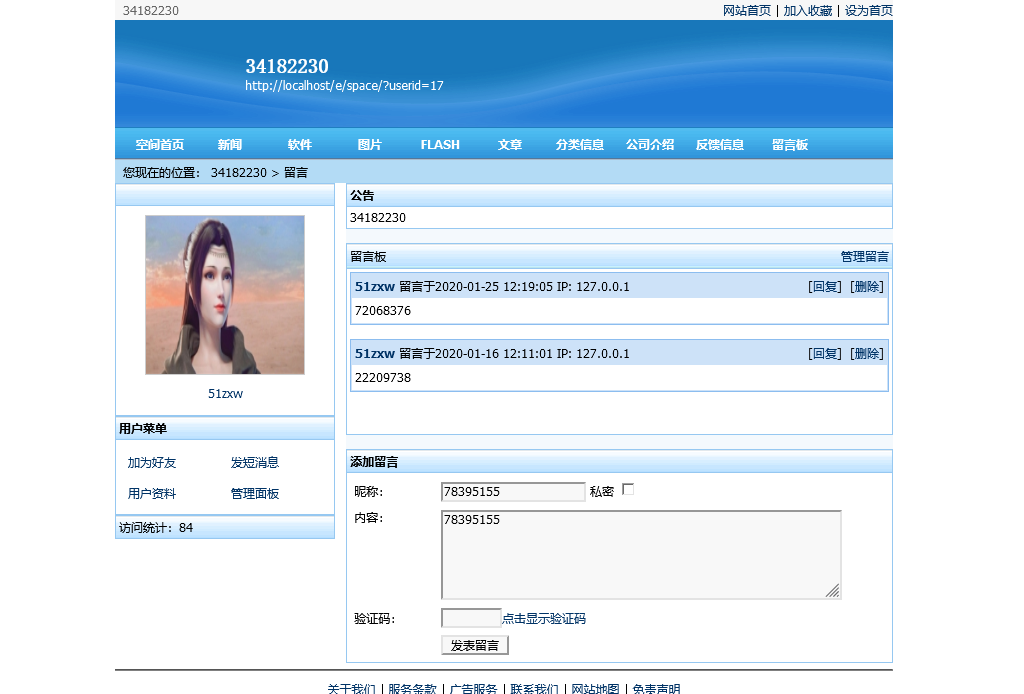 34182230 网站首页 | 加入收藏 | 设为首页
34182230
http://localhost/e/space/?userid=17
空间首页 新闻 软件 图片 FLASH 文章 分类信息 公司介绍 反馈信息 留言板
您现在的位置： 34182230 > 留言
公告
34182230
51zxw
用户菜单
加为好友 发短消息
用户资料 管理面板
访问统计：84
留言板 管理留言
51zxw 留言于2020-01-25 12:19:05 IP: 127.0.0.1 [回复] [删除]
72068376
51zxw 留言于2020-01-16 12:11:01 IP: 127.0.0.1 [回复] [删除]
22209738
添加留言
昵称: 78395155 私密
内容: 78395155
验证码: 点击显示验证码
发表留言
关于我们 | 服务条款 | 广告服务 | 联系我们 | 网站地图 | 免责声明